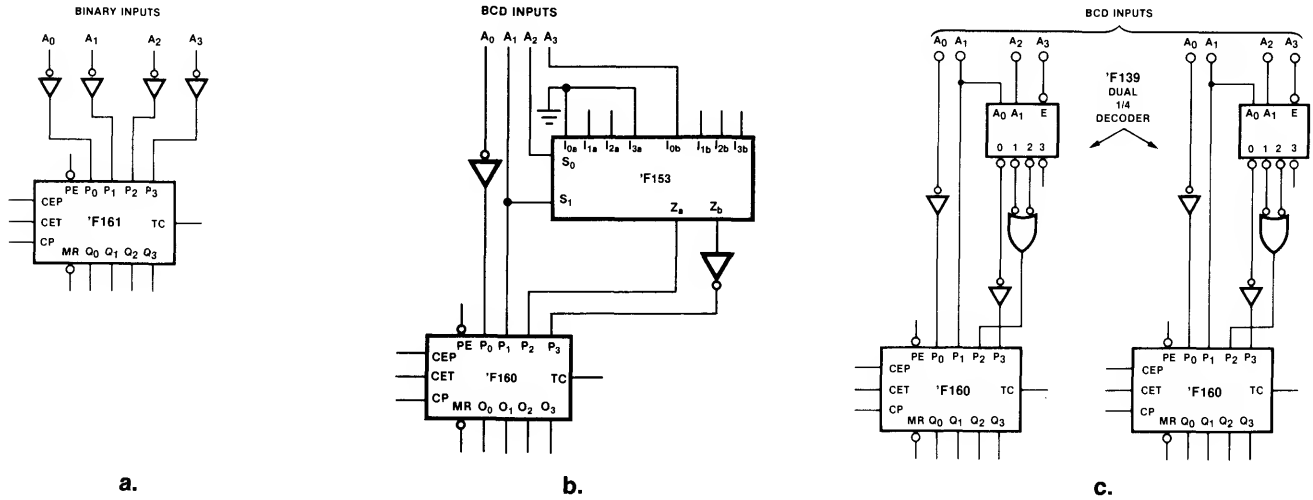 BINARY INPUTS
A0 A1 A2 A3
PE P0 P1 P2 P3
CEP
CET 'F161 TC
CP
MR Q0 Q1 Q2 Q3
a.
BCD INPUTS
A0 A1 A2 A3
I0a I1a I2a I3a I0b I1b I2b I3b
S0
'F153
S1
Za Zb
PE P0 P1 P2 P3
CEP
CET 'F160 TC
CP
MR O0 O1 O2 O3
b.
BCD INPUTS
A0 A1 A2 A3
A0 A1 E
0 1 2 3
'F139
DUAL
1/4
DECODER
A0 A1 A2 A3
A0 A1 E
0 1 2 3
PE P0 P1 P2 P3
CEP
CET 'F160 TC
CP
MR Q0 Q1 Q2 Q3
PE P0 P1 P2 P3
CEP
CET 'F160 TC
CP
MR Q0 Q1 Q2 Q3
c.